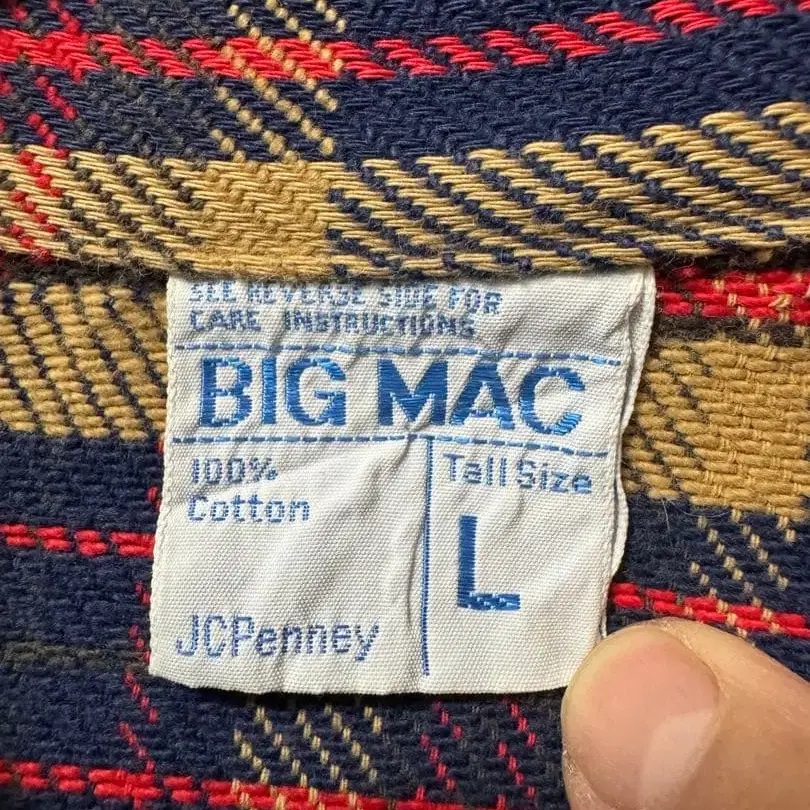 SEE REVERSE SIDE FOR
CARE INSTRUCTIONS
BIG MAC
100%
Cotton
Tall Size
L
JCPenney